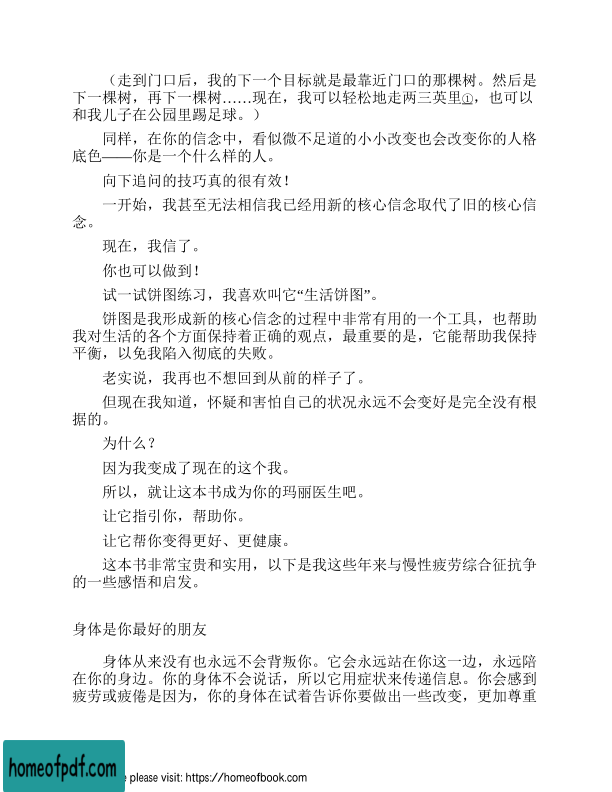 （走到门口后，我的下一个目标就是最靠近门口的那棵树。然后是
下一棵树，再下一棵树……现在，我可以轻松地走两三英里①，也可以
和我儿子在公园里踢足球。）
同样，在你的信念中，看似微不足道的小小改变也会改变你的人格
底色——你是一个什么样的人。
向下追问的技巧真的很有效！
一开始，我甚至无法相信我已经用新的核心信念取代了旧的核心信
念。
现在，我信了。
你也可以做到！
试一试饼图练习，我喜欢叫它“生活饼图”。
饼图是我形成新的核心信念的过程中非常有用的一个工具，也帮助
我对生活的各个方面保持着正确的观点，最重要的是，它能帮助我保持
平衡，以免我陷入彻底的失败。
老实说，我再也不想回到从前的样子了。
但现在我知道，怀疑和害怕自己的状况永远不会变好是完全没有根
据的。
为什么？
因为我变成了现在的这个我。
所以，就让这本书成为你的玛丽医生吧。
让它指引你，帮助你。
让它帮你变得更好、更健康。
这本书非常宝贵和实用，以下是我这些年来与慢性疲劳综合征抗争
的一些感悟和启发。
身体是你最好的朋友
身体从来没有也永远不会背叛你。它会永远站在你这一边，永远陪
在你的身边。你的身体不会说话，所以它用症状来传递信息。你会感到
疲劳或疲倦是因为，你的身体在试着告诉你要做出一些改变，更加尊重
homeofpdf.com
please visit: https://homeofbook.com